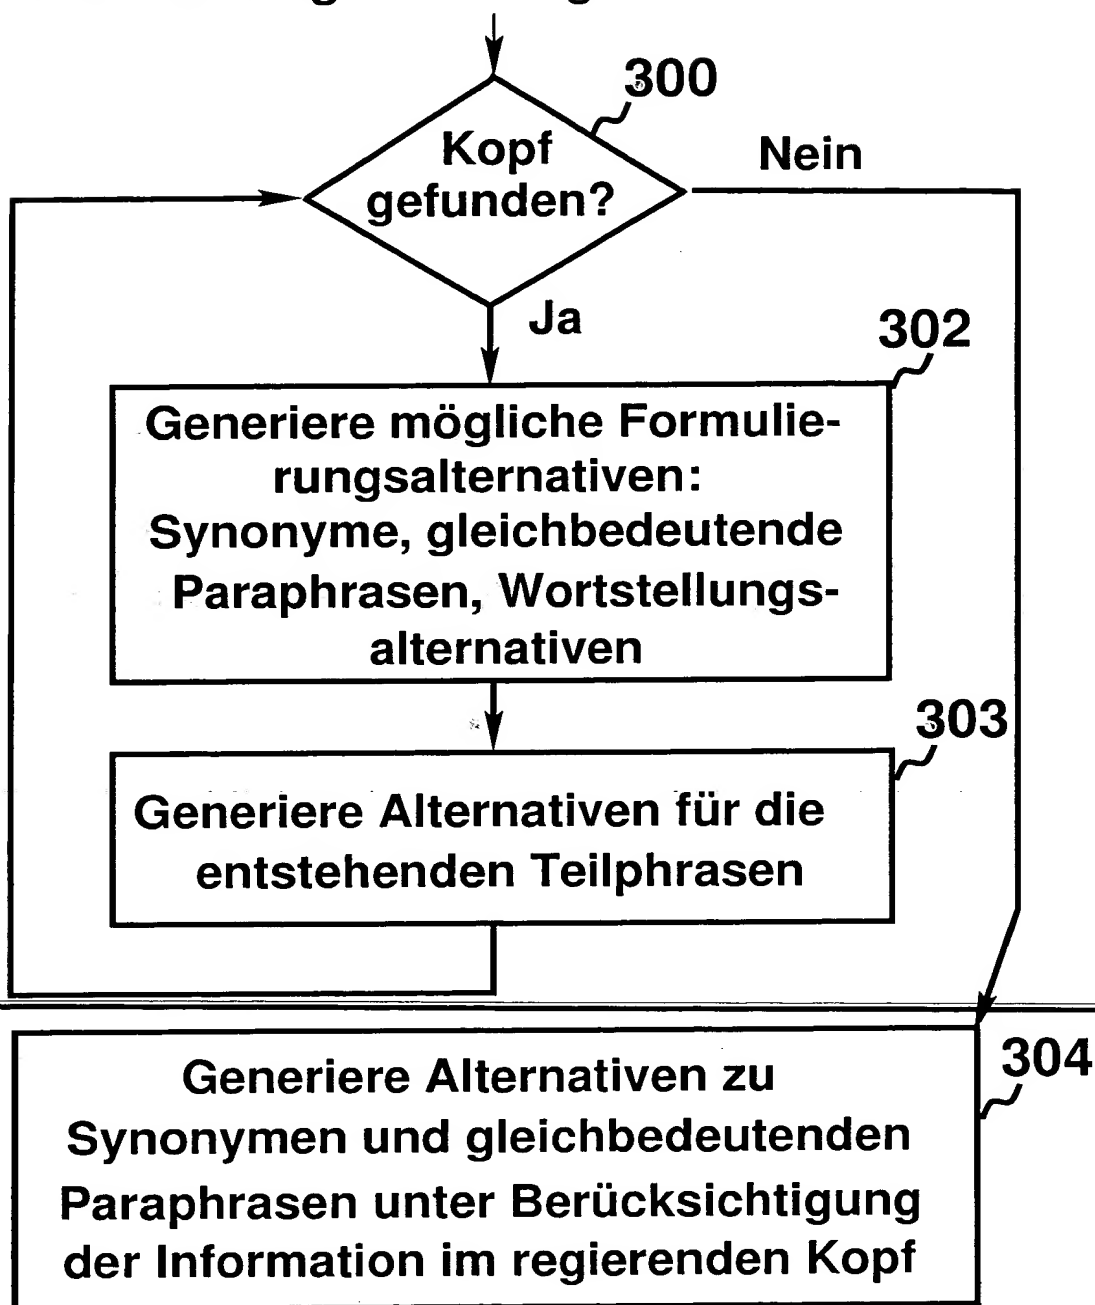 300
Kopf
gefunden?
Nein
Ja
302
Generiere mögliche Formulie-
rungsalternativen:
Synonyme, gleichbedeutende
Paraphrasen, Wortstellungs-
alternativen
303
Generiere Alternativen für die
entstehenden Teilphrasen
304
Generiere Alternativen zu
Synonymen und gleichbedeutenden
Paraphrasen unter Berücksichtigung
der Information im regierenden Kopf